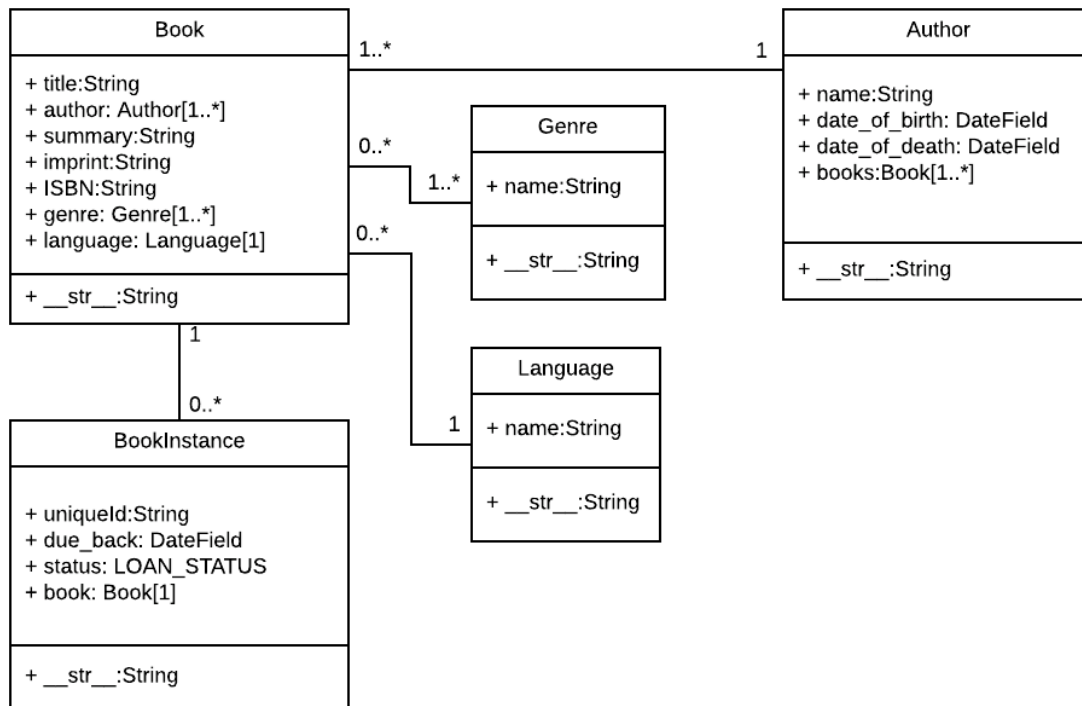 Book
+ title:String
+ author: Author[1..*]
+ summary:String
+ imprint:String
+ ISBN:String
+ genre: Genre[1..*]
+ language: Language[1]
+ __str__:String
1..*
1
0..*
1..*
0..*
1
1
0..*
Author
+ name:String
+ date_of_birth: DateField
+ date_of_death: DateField
+ books:Book[1..*]
+ __str__:String
Genre
+ name:String
+ __str__:String
Language
+ name:String
+ __str__:String
BookInstance
+ uniqueId:String
+ due_back: DateField
+ status: LOAN_STATUS
+ book: Book[1]
+ __str__:String